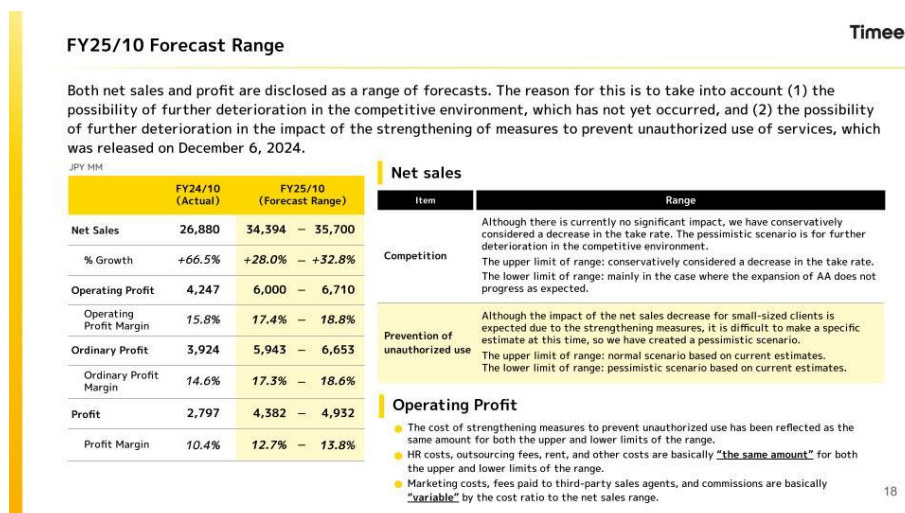 Timee
FY25/10 Forecast Range
Both net sales and profit are disclosed as a range of forecasts. The reason for this is to take into account (1) the
possibility of further deterioration in the competitive environment, which has not yet occurred, and (2) the possibility
of further deterioration in the impact of the strengthening of measures to prevent unauthorized use of services, which
was released on December 6, 2024.
JPY MM
FY24/10 (Actual) FY25/10 (Forecast Range)
Net Sales 26,880 34,394 – 35,700
% Growth +66.5% +28.0% – +32.8%
Operating Profit 4,247 6,000 – 6,710
Operating Profit Margin 15.8% 17.4% – 18.8%
Ordinary Profit 3,924 5,943 – 6,653
Ordinary Profit Margin 14.6% 17.3% – 18.6%
Profit 2,797 4,382 – 4,932
Profit Margin 10.4% 12.7% – 13.8%
Net sales
Item Range
Competition
Although there is currently no significant impact, we have conservatively
considered a decrease in the take rate. The pessimistic scenario is for further
deterioration in the competitive environment.
The upper limit of range: conservatively considered a decrease in the take rate.
The lower limit of range: mainly in the case where the expansion of AA does not
progress as expected.
Prevention of
unauthorized use
Although the impact of the net sales decrease for small-sized clients is
expected due to the strengthening measures, it is difficult to make a specific
estimate at this time, so we have created a pessimistic scenario.
The upper limit of range: normal scenario based on current estimates.
The lower limit of range: pessimistic scenario based on current estimates.
Operating Profit
The cost of strengthening measures to prevent unauthorized use has been reflected as the
same amount for both the upper and lower limits of the range.
HR costs, outsourcing fees, rent, and other costs are basically “the same amount” for both
the upper and lower limits of the range.
Marketing costs, fees paid to third-party sales agents, and commissions are basically
“variable” by the cost ratio to the net sales range.
18